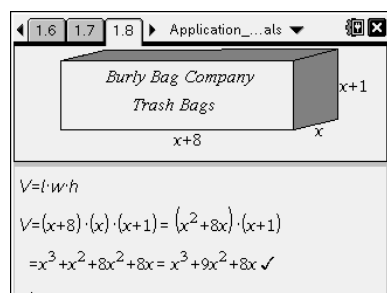 1.6 1.7 1.8 Application_...als
Burly Bag Company
Trash Bags
x+1
x
x+8
V=l·w·h
V=(x+8)·(x)·(x+1)=(x²+8x)·(x+1)
=x³+x²+8x²+8x=x³+9x²+8x✓